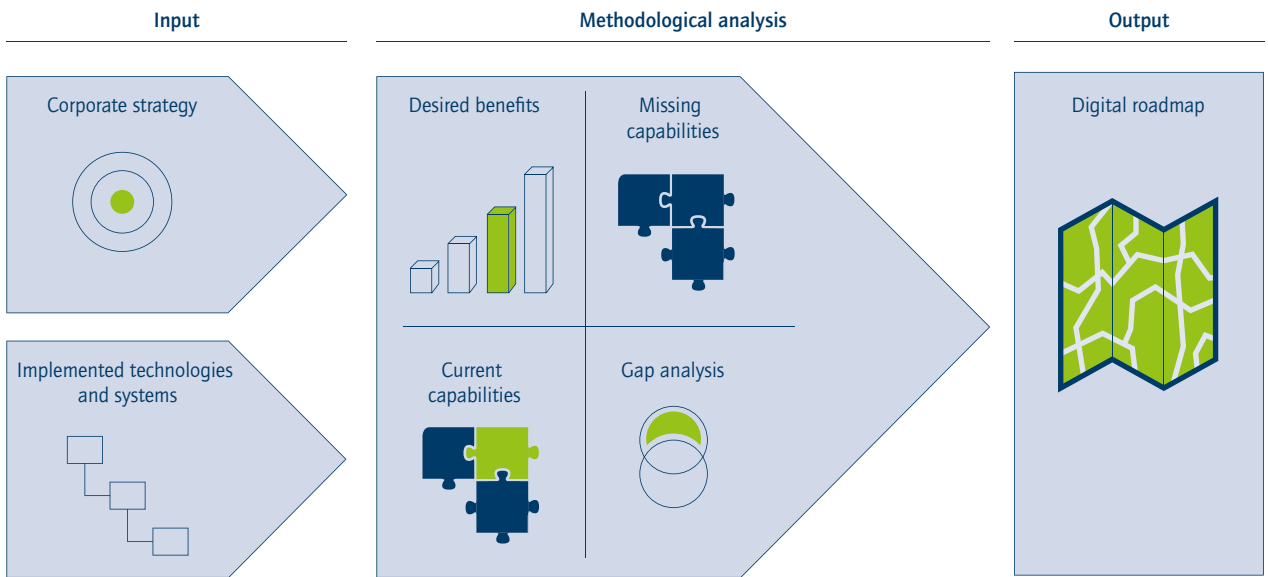 Input
Methodological analysis
Output
Corporate strategy
Desired benefits
Missing
capabilities
Digital roadmap
Implemented technologies
and systems
Current
capabilities
Gap analysis